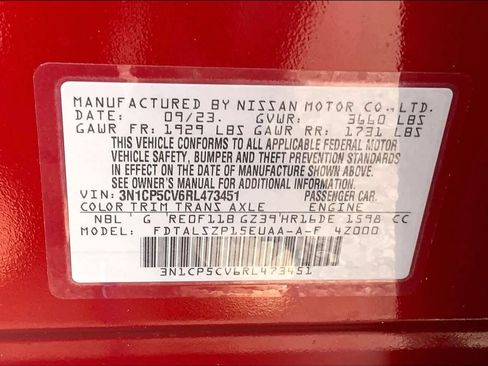 MANUFACTURED BY NISSAN MOTOR CO.,LTD.
DATE: 09/23. GVWR: 3660 LBS
GAWR FR: 1929 LBS GAWR RR: 1731 LBS
THIS VEHICLE CONFORMS TO ALL APPLICABLE FEDERAL MOTOR
VEHICLE SAFETY, BUMPER AND THEFT PREVENTION STANDARDS
IN EFFECT ON THE DATE OF MANUFACTURE SHOWN ABOVE.
SEE OWNER'S MANUAL FOR ADDITIONAL INFORMATION.
VIN: 3N1CP5CV6RL473451 PASSENGER CAR.
COLOR TRIM TRANS AXLE ENGINE
NBL G RE0F11B GZ39 HR16DE 1598 CC
MODEL: FDTALSZP15EUAA-A-F 4Z000
3N1CP5CV6RL473451